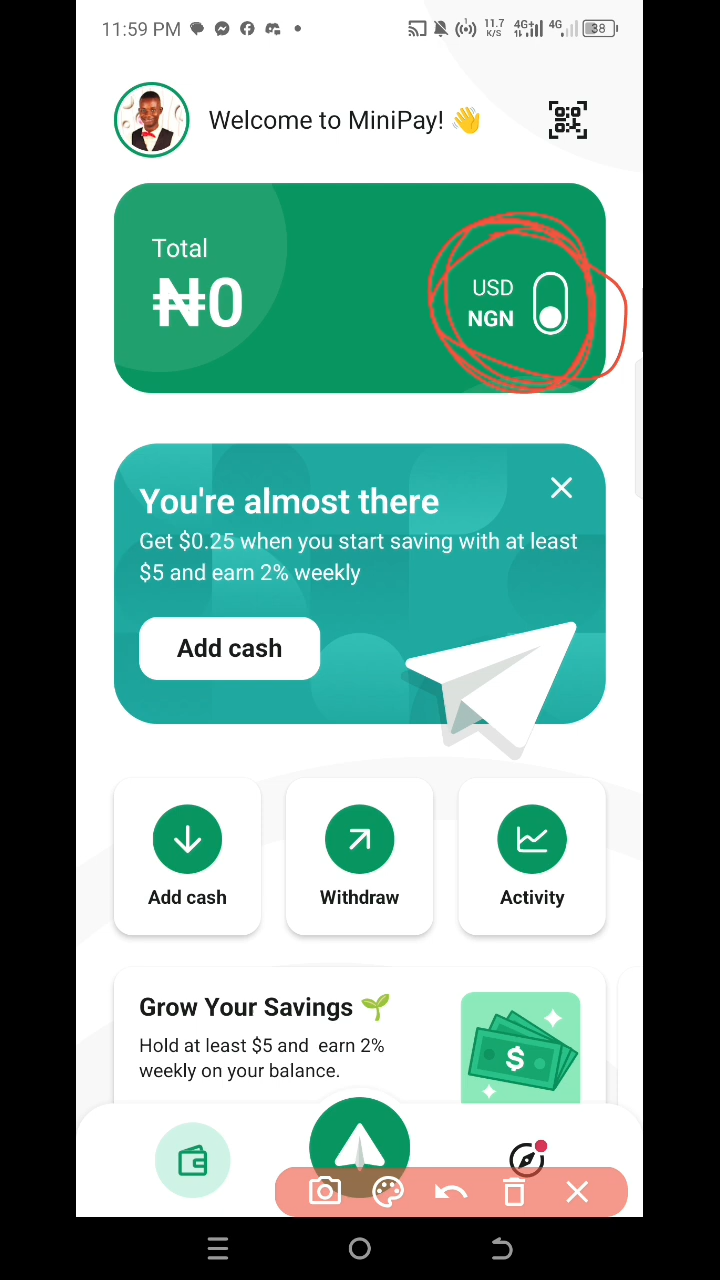 11:59 PM
11.7 K/S
4G+
4G
38
Welcome to MiniPay! 👋
Total
₦0
USD
NGN
You're almost there
Get $0.25 when you start saving with at least
$5 and earn 2% weekly
Add cash
Add cash
Withdraw
Activity
Grow Your Savings 🌱
Hold at least $5 and earn 2%
weekly on your balance.
$